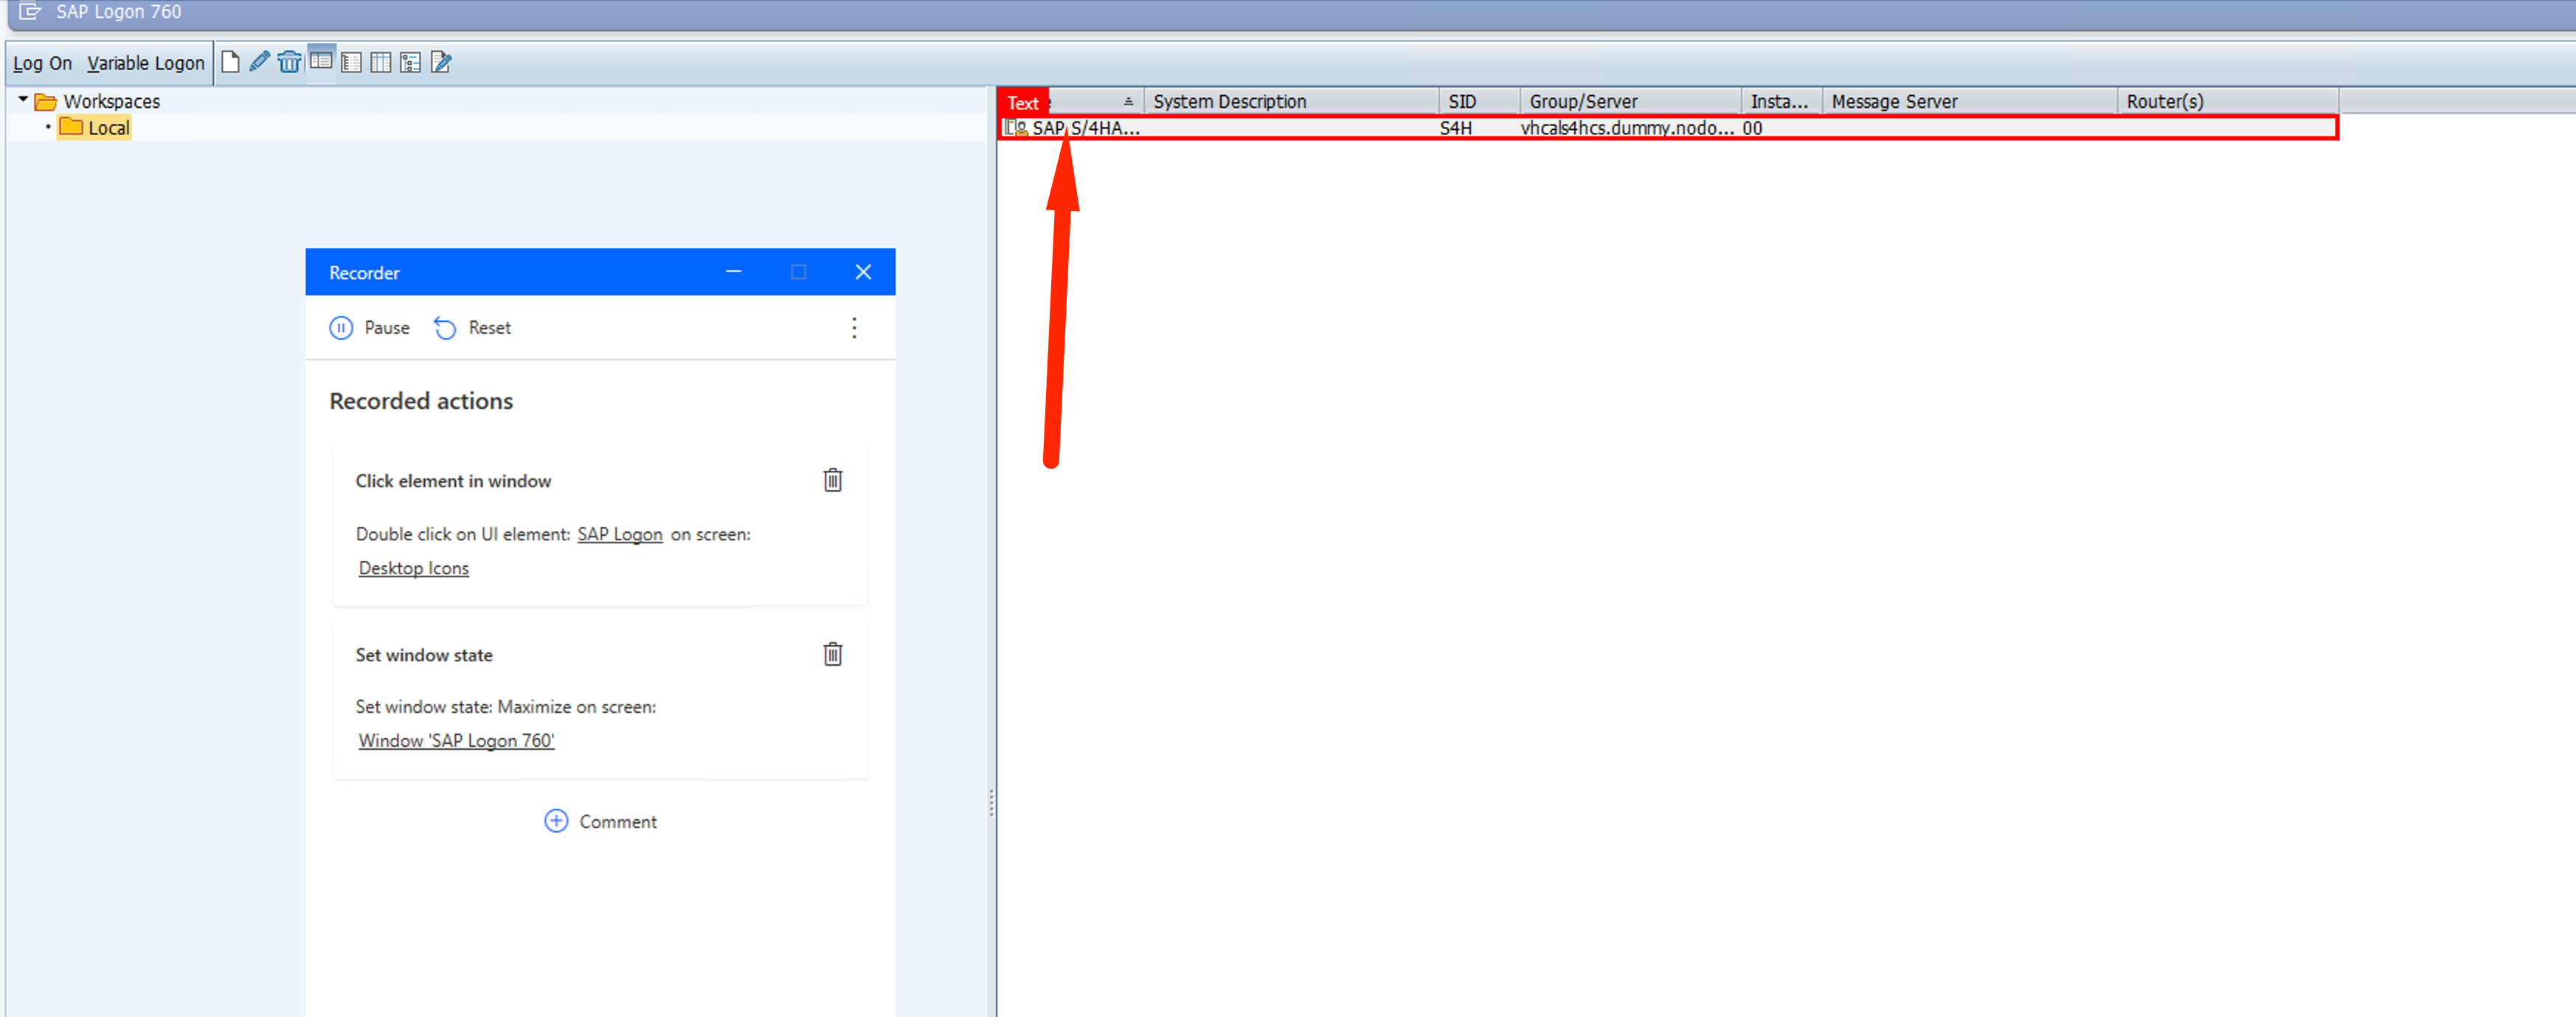 SAP Logon 760
Log On Variable Logon
Workspaces
Local
Text System Description SID Group/Server Insta... Message Server Router(s)
SAP S/4HA... S4H vhcals4hcs.dummy.nodo... 00
Recorder
Pause Reset
Recorded actions
Click element in window
Double click on UI element: SAP Logon on screen:
Desktop Icons
Set window state
Set window state: Maximize on screen:
Window 'SAP Logon 760'
Comment